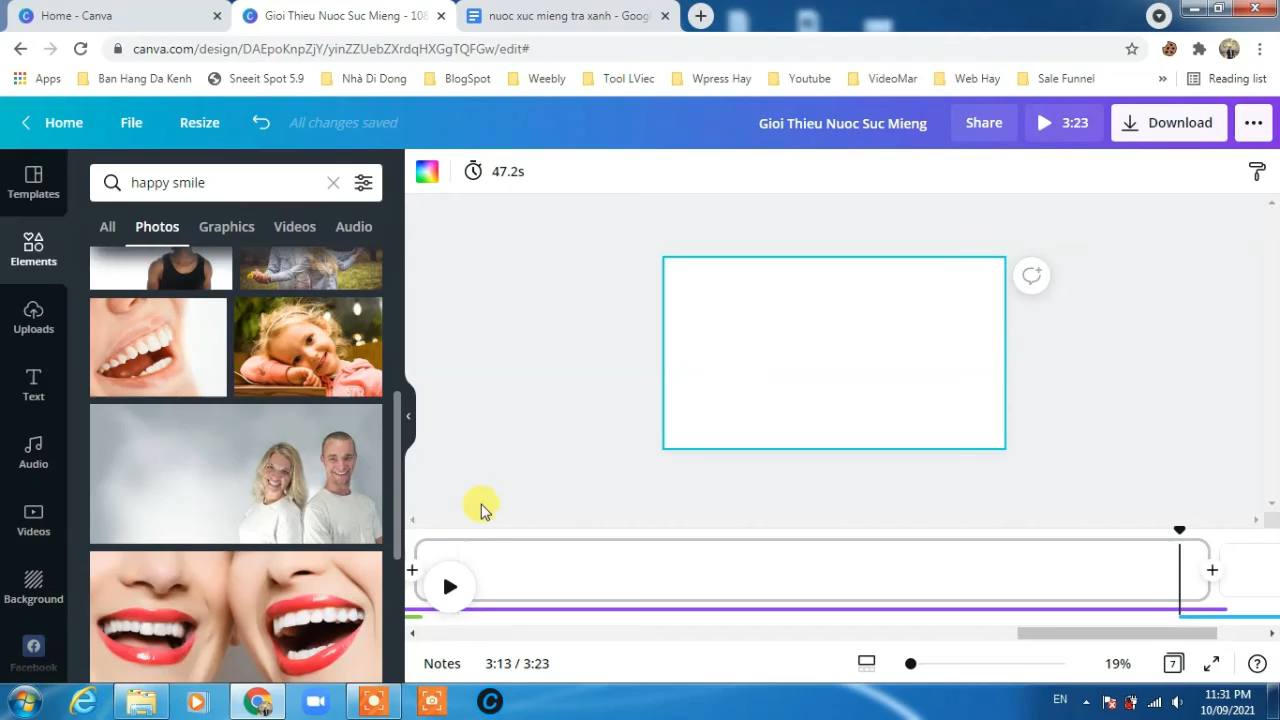 Home - Canva
Gioi Thieu Nuoc Suc Mieng - 108
nuoc xuc mieng tra xanh - Googl
canva.com/design/DAEpoKnpZjY/yinZZUebZXrdqHXGgTQFGw/edit#
Apps
Ban Hang Da Kenh
Sneeit Spot 5.9
Nhà Di Dong
BlogSpot
Weebly
Tool LViec
Wpress Hay
Youtube
VideoMar
Web Hay
Sale Funnel
»
Reading list
Home
File
Resize
All changes saved
Gioi Thieu Nuoc Suc Mieng
Share
3:23
Download
Templates
Elements
Uploads
Text
Audio
Videos
Background
Facebook
happy smile
All
Photos
Graphics
Videos
Audio
47.2s
Notes
3:13 / 3:23
19%
7
EN
11:31 PM
10/09/2021